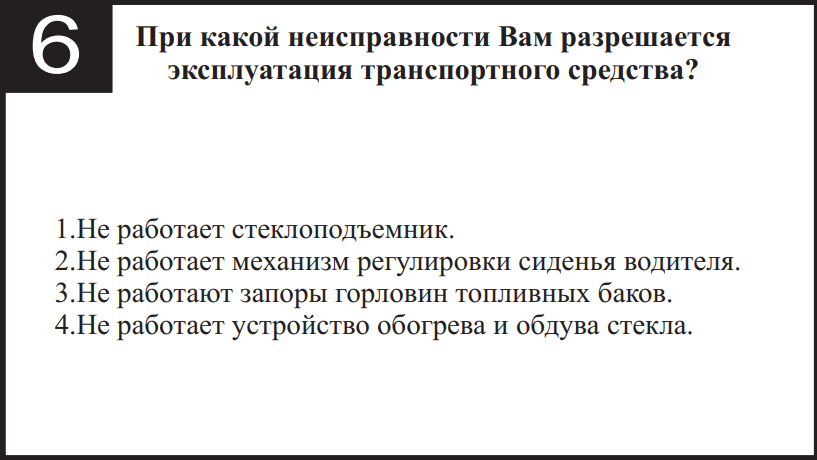 6
При какой неисправности Вам разрешается
эксплуатация транспортного средства?
1.Не работает стеклоподъемник.
2.Не работает механизм регулировки сиденья водителя.
3.Не работают запоры горловин топливных баков.
4.Не работает устройство обогрева и обдува стекла.